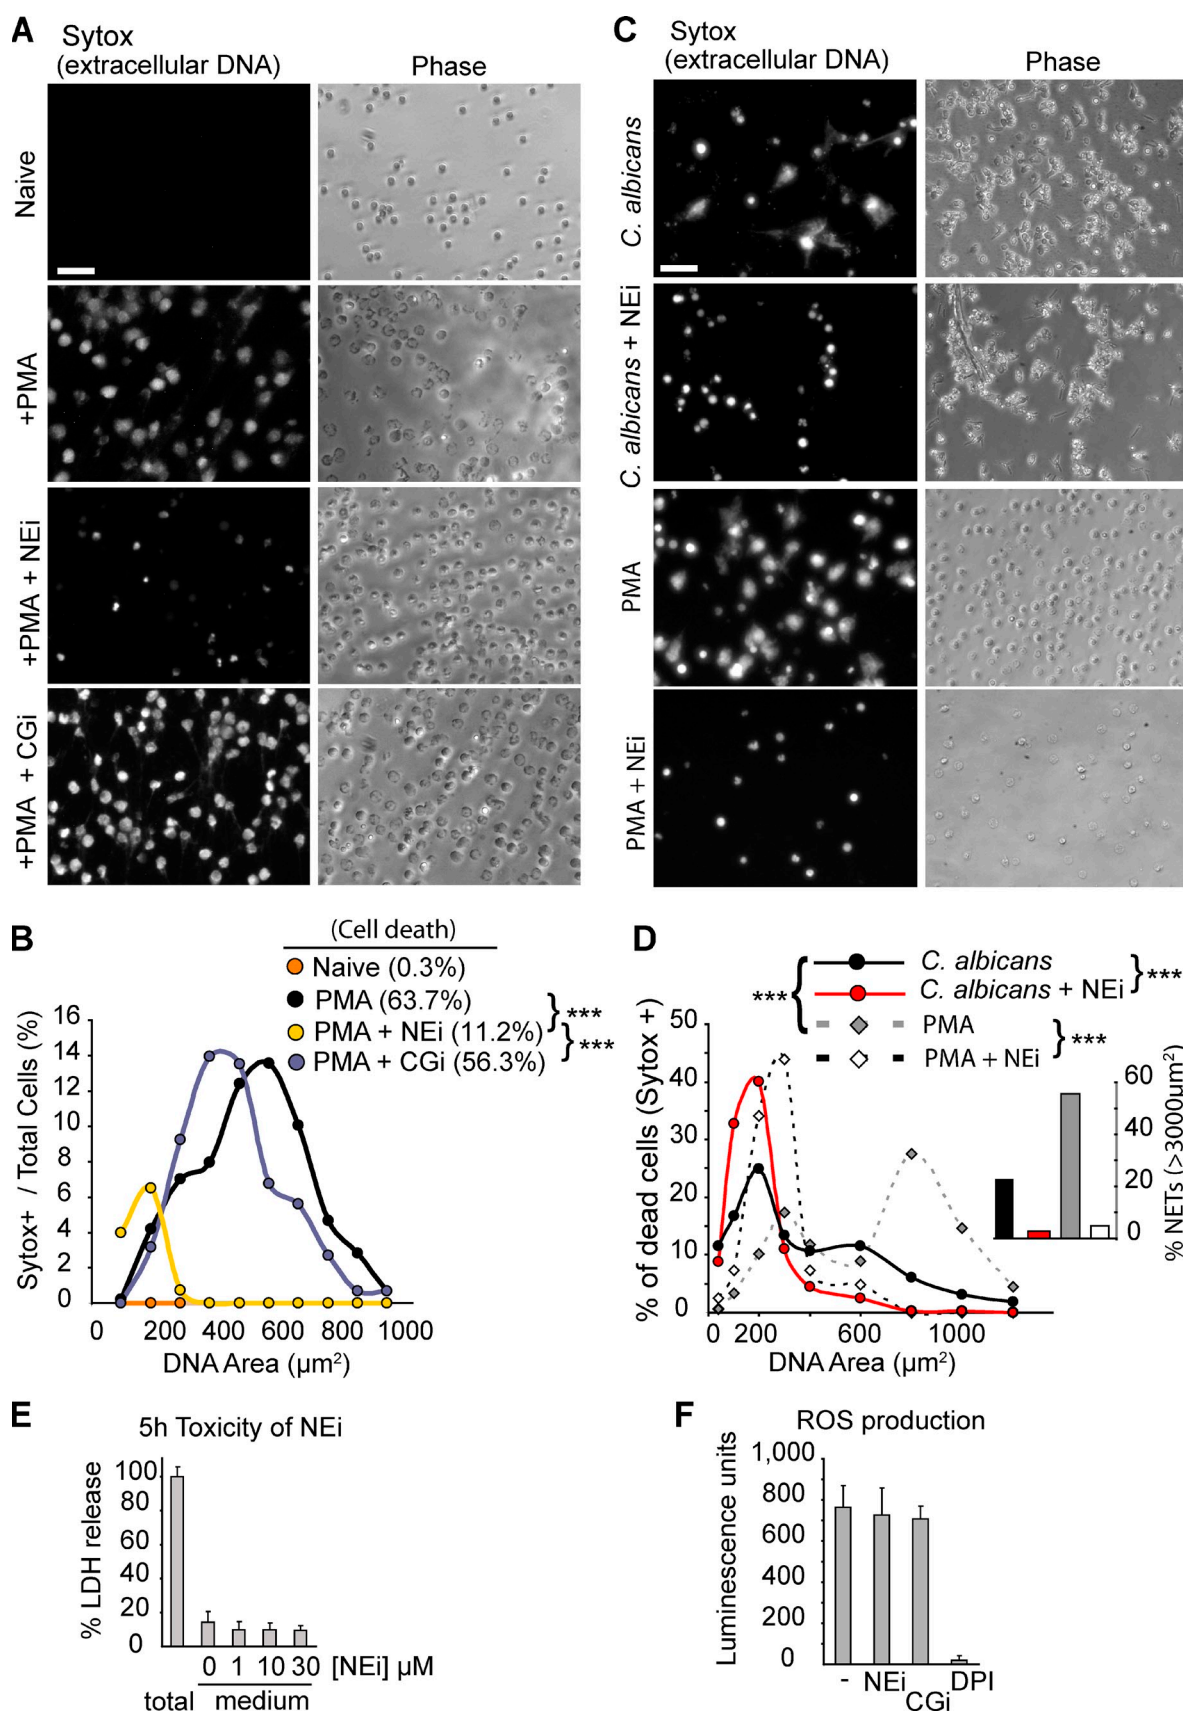 A
Sytox
(extracellular DNA)
Phase
Naive
+PMA
+PMA + NEi
+PMA + CGi
C
Sytox
(extracellular DNA)
Phase
C. albicans
C. albicans + NEi
PMA
PMA + NEi
B
(Cell death)
Naive (0.3%)
PMA (63.7%)
PMA + NEi (11.2%)
PMA + CGi (56.3%)
***
***
Sytox+ / Total Cells (%)
16
14
12
10
8
6
4
2
0
0 200 400 600 800 1000
DNA Area (µm²)
D
C. albicans
C. albicans + NEi
PMA
PMA + NEi
***
***
***
% of dead cells (Sytox +)
50
40
30
20
10
0
0 200 600 1000
DNA Area (µm²)
60
40
20
0
% NETs (>3000µm²)
E
5h Toxicity of NEi
% LDH release
100
80
60
40
20
0
0 1 10 30 [NEi] µM
total medium
F
ROS production
Luminescence units
1,000
800
600
400
200
0
- NEi DPI
CGi